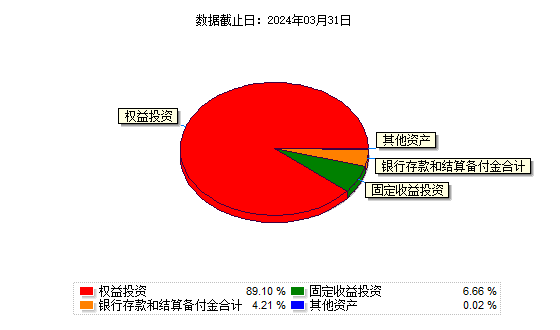 数据截止日：2024年03月31日
权益投资
其他资产
银行存款和结算备付金合计
固定收益投资
权益投资 89.10 % 固定收益投资 6.66 %
银行存款和结算备付金合计 4.21 % 其他资产 0.02 %